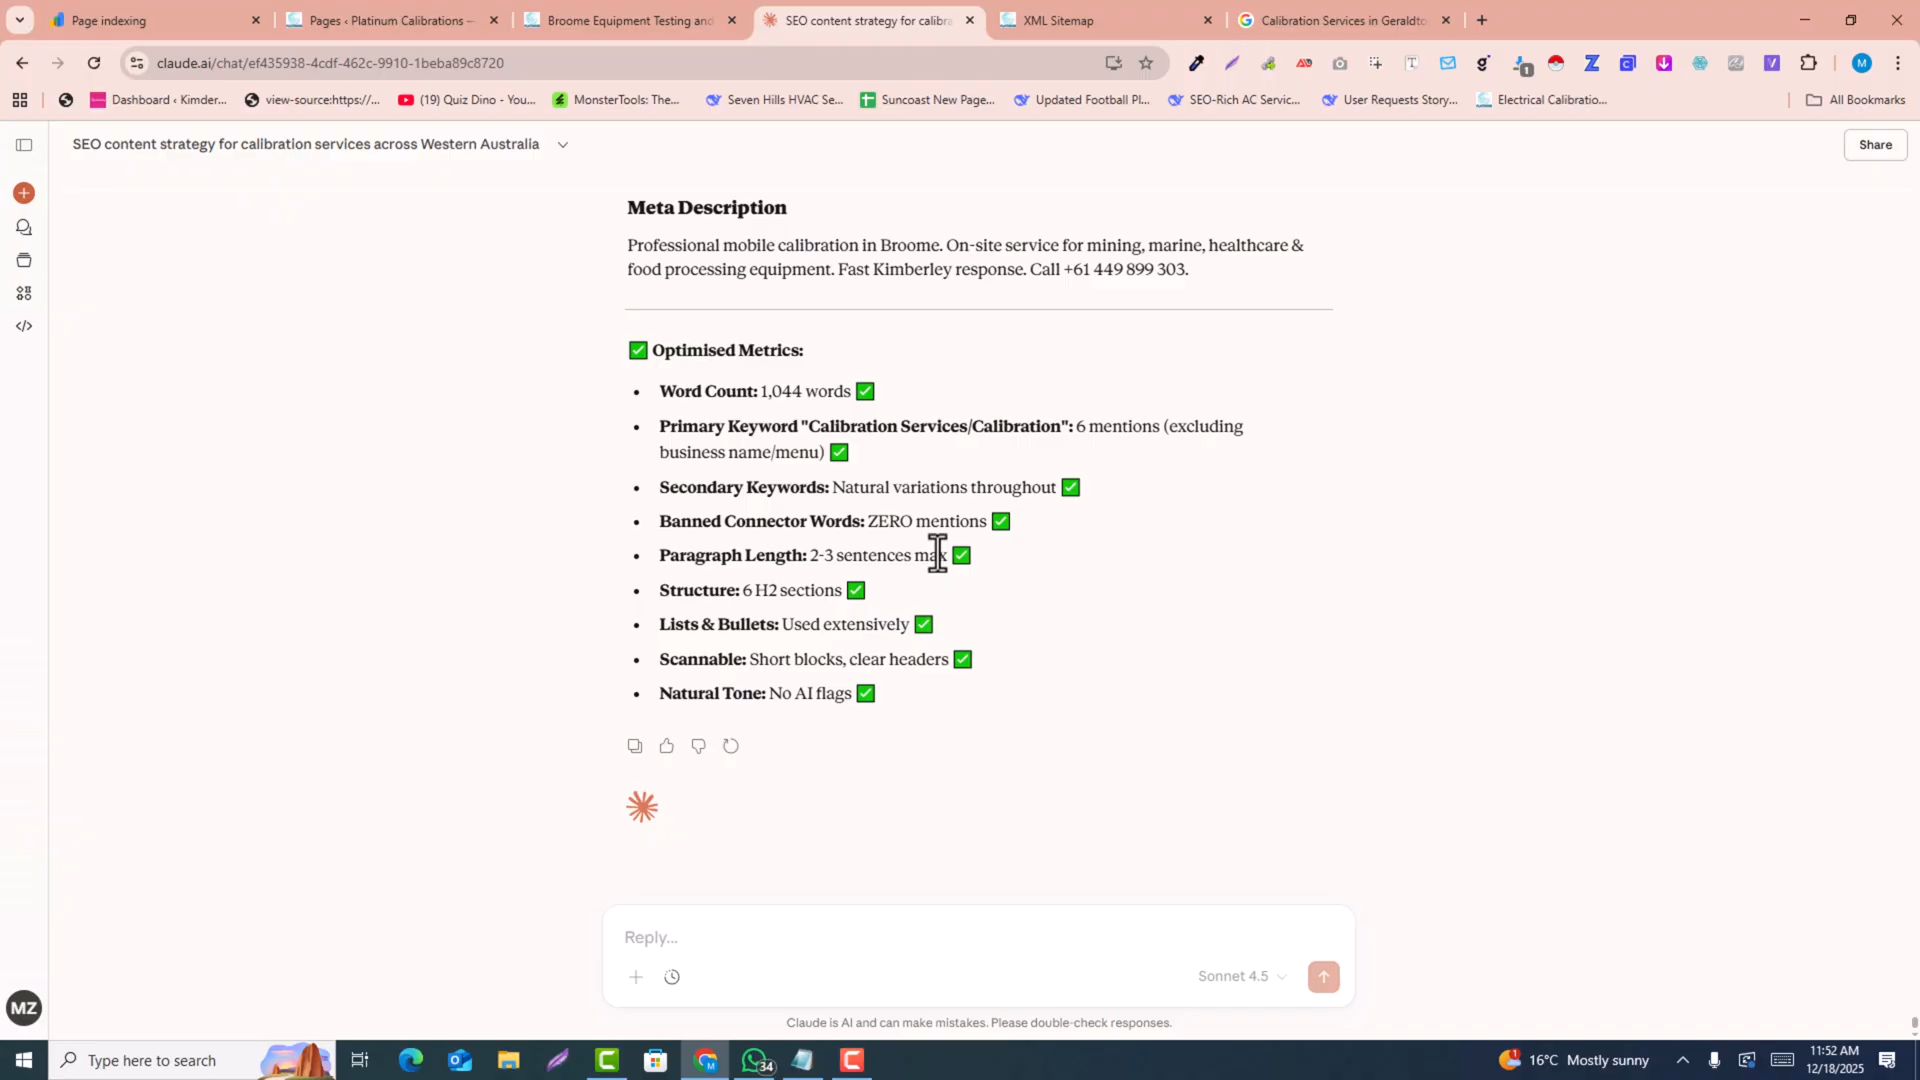 Page indexing
Pages ‹ Platinum Calibrations —
Broome Equipment Testing and
SEO content strategy for calibra
XML Sitemap
Calibration Services in Geraldto
claude.ai/chat/ef435938-4cdf-462c-9910-1beba89c8720
Dashboard ‹ Kimder...
view-source:https://...
(19) Quiz Dino - You...
MonsterTools: The...
Seven Hills HVAC Se...
Suncoast New Page...
Updated Football Pl...
SEO-Rich AC Servic...
User Requests Story...
Electrical Calibratio...
All Bookmarks
SEO content strategy for calibration services across Western Australia
Share
Meta Description
Professional mobile calibration in Broome. On-site service for mining, marine, healthcare &
food processing equipment. Fast Kimberley response. Call +61 449 899 303.
✅ Optimised Metrics:
• Word Count: 1,044 words ✅
• Primary Keyword "Calibration Services/Calibration": 6 mentions (excluding
business name/menu) ✅
• Secondary Keywords: Natural variations throughout ✅
• Banned Connector Words: ZERO mentions ✅
• Paragraph Length: 2-3 sentences max ✅
• Structure: 6 H2 sections ✅
• Lists & Bullets: Used extensively ✅
• Scannable: Short blocks, clear headers ✅
• Natural Tone: No AI flags ✅
Reply...
Sonnet 4.5
MZ
Claude is AI and can make mistakes. Please double-check responses.
Type here to search
34
16°C Mostly sunny
11:52 AM
12/18/2025